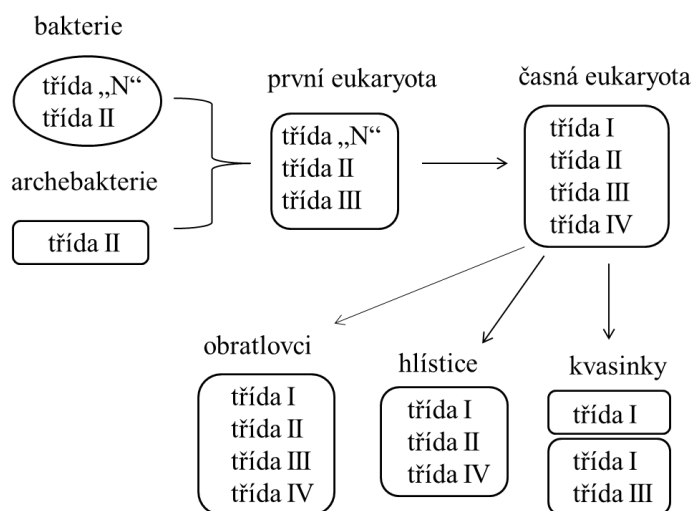 bakterie
třída „N“
třída II
archebakterie
třída II
první eukaryota
třída „N“
třída II
třída III
časná eukaryota
třída I
třída II
třída III
třída IV
obratlovci
třída I
třída II
třída III
třída IV
hlístice
třída I
třída II
třída IV
kvasinky
třída I
třída I
třída III